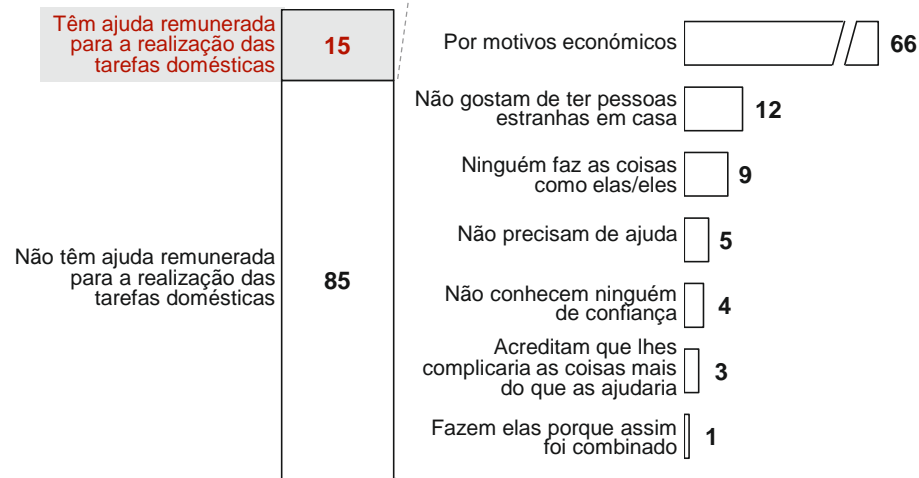 Têm ajuda remunerada
para a realização das
tarefas domésticas
15
Não têm ajuda remunerada
para a realização das
tarefas domésticas
85
Por motivos económicos
66
Não gostam de ter pessoas
estranhas em casa
12
Ninguém faz as coisas
como elas/eles
9
Não precisam de ajuda
5
Não conhecem ninguém
de confiança
4
Acreditam que lhes
complicaria as coisas mais
do que as ajudaria
3
Fazem elas porque assim
foi combinado
1